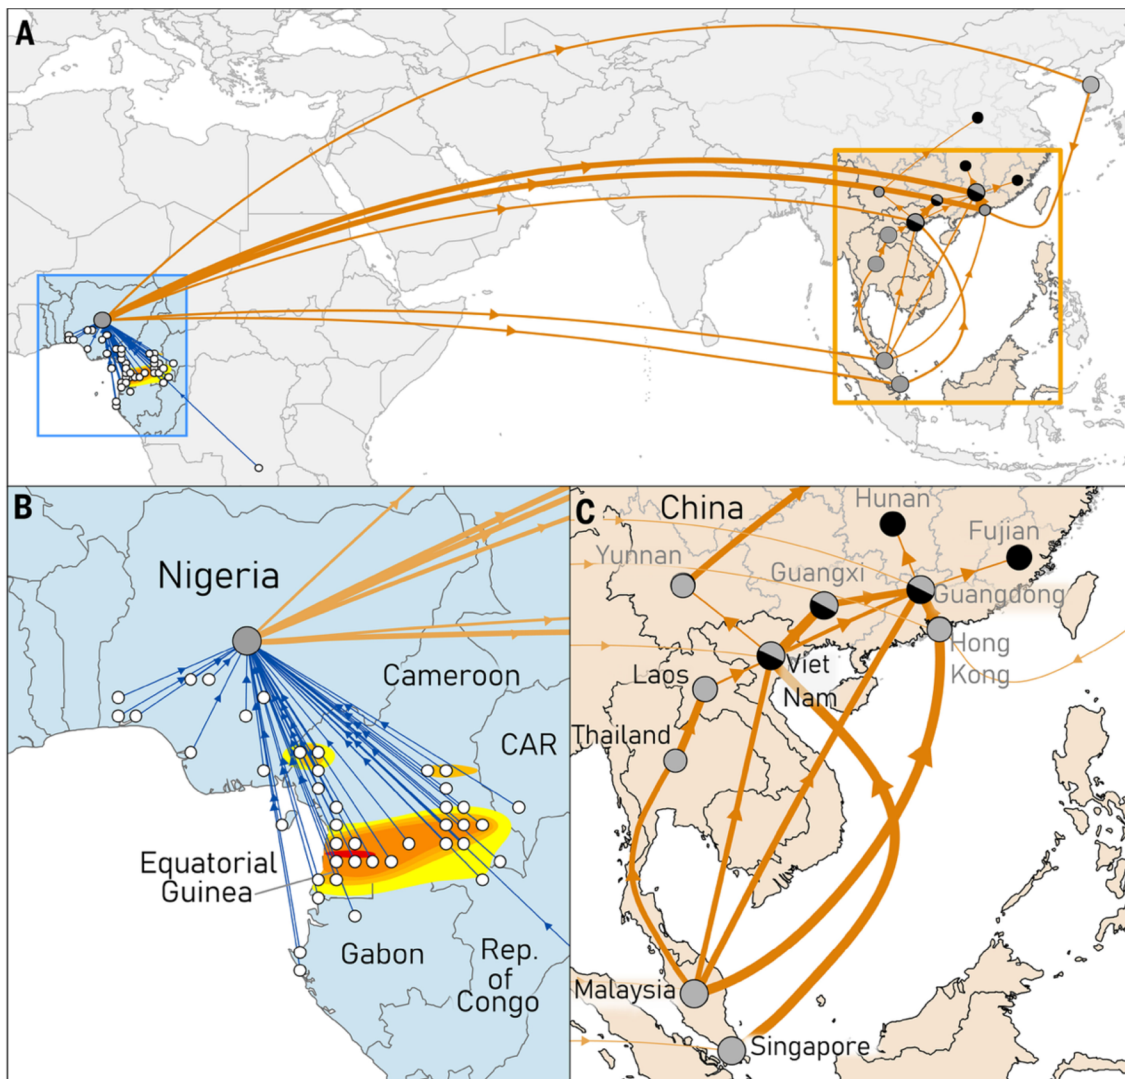 A
B
Nigeria
Cameroon
CAR
Equatorial
Guinea
Gabon
Rep.
of
Congo
C
China
Hunan
Fujian
Yunnan
Guangxi
Guangdong
Hong
Kong
Viet
Nam
Laos
Thailand
Malaysia
Singapore